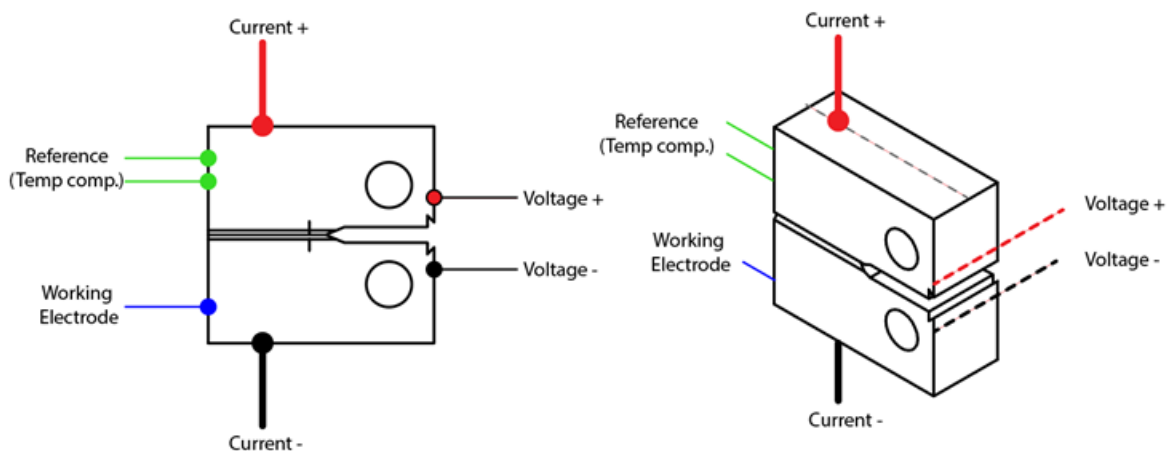 Current +
Reference
(Temp comp.)
Voltage +
Voltage -
Working
Electrode
Current -
Current +
Reference
(Temp comp.)
Voltage +
Working
Electrode
Voltage -
Current -